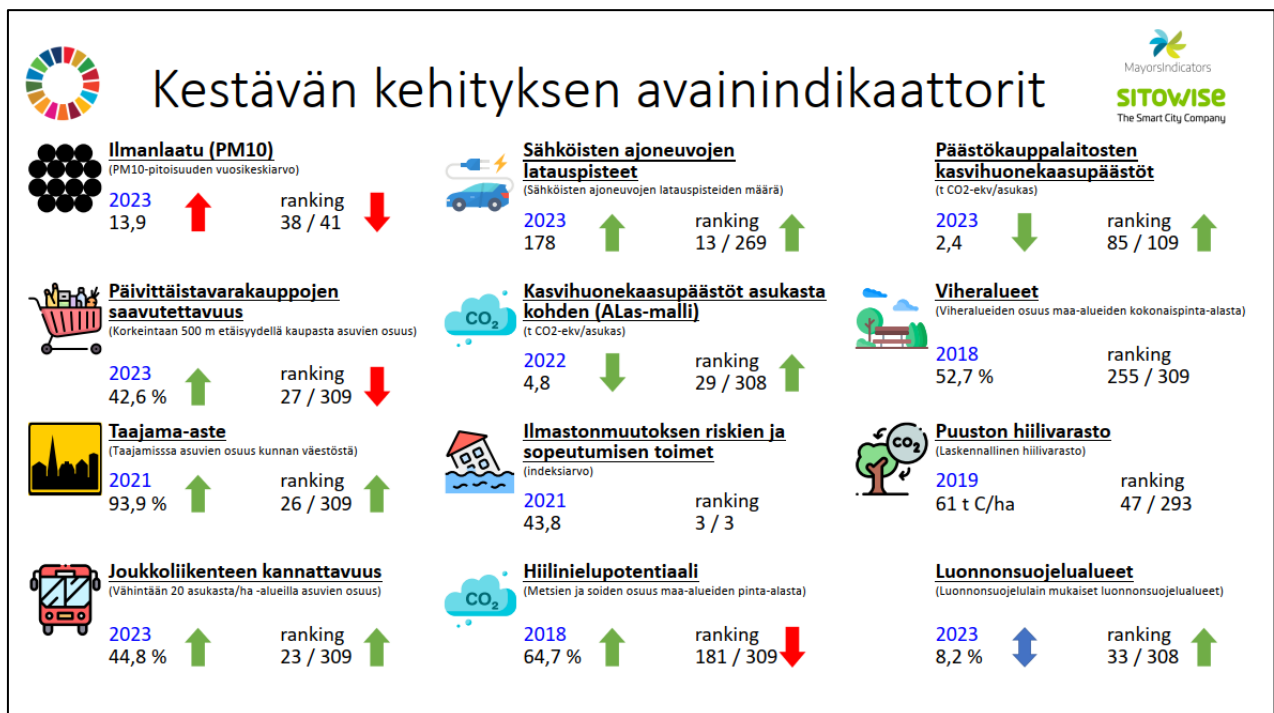 Kestävän kehityksen avainindikaattorit
MayorsIndicators
SITOWISE
The Smart City Company
Ilmanlaatu (PM10)
(PM10-pitoisuuden vuosikeskiarvo)
2023 ranking
13,9 38 / 41
Sähköisten ajoneuvojen
latauspisteet
(Sähköisten ajoneuvojen latauspisteiden määrä)
2023 ranking
178 13 / 269
Päästökauppalaitosten
kasvihuonekaasupäästöt
(t CO2-ekv/asukas)
2023 ranking
2,4 85 / 109
Päivittäistavarakauppojen
saavutettavuus
(Korkeintaan 500 m etäisyydellä kaupasta asuvien osuus)
2023 ranking
42,6 % 27 / 309
CO2
Kasvihuonekaasupäästöt asukasta
kohden (ALas-malli)
(t CO2-ekv/asukas)
2022 ranking
4,8 29 / 308
Viheralueet
(Viheralueiden osuus maa-alueiden kokonaispinta-alasta)
2018 ranking
52,7 % 255 / 309
Taajama-aste
(Taajamisssa asuvien osuus kunnan väestöstä)
2021 ranking
93,9 % 26 / 309
Ilmastonmuutoksen riskien ja
sopeutumisen toimet
(indeksiarvo)
2021 ranking
43,8 3 / 3
CO2
Puuston hiilivarasto
(Laskennallinen hiilivarasto)
2019 ranking
61 t C/ha 47 / 293
Joukkoliikenteen kannattavuus
(Vähintään 20 asukasta/ha -alueilla asuvien osuus)
2023 ranking
44,8 % 23 / 309
CO2
Hiilinielupotentiaali
(Metsien ja soiden osuus maa-alueiden pinta-alasta)
2018 ranking
64,7 % 181 / 309
Luonnonsuojelualueet
(Luonnonsuojelulain mukaiset luonnonsuojelualueet)
2023 ranking
8,2 % 33 / 308